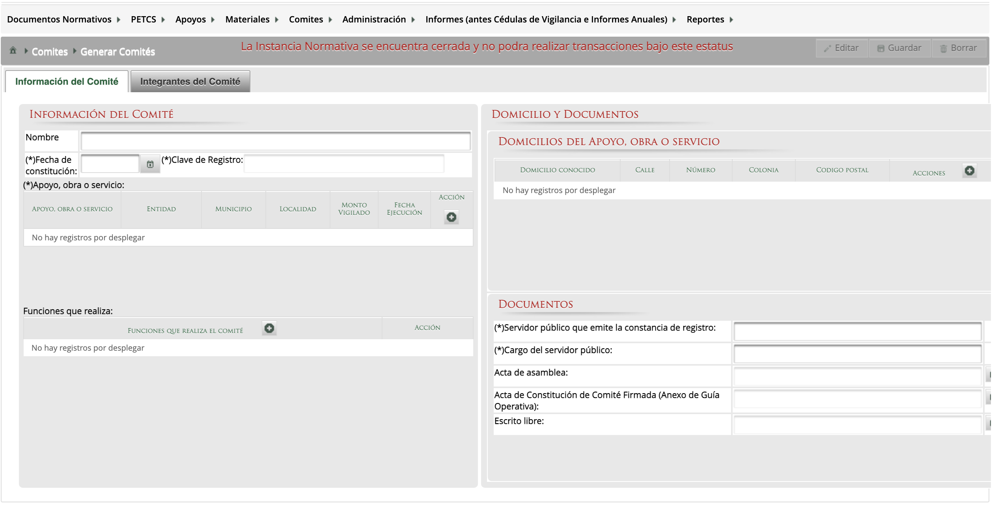 Documentos Normativos PETCS Apoyos Materiales Comites Administración Informes (antes Cédulas de Vigilancia e Informes Anuales) Reportes
Comites Generar Comités
La Instancia Normativa se encuentra cerrada y no podra realizar transacciones bajo este estatus
Editar Guardar Borrar
Información del Comité Integrantes del Comité
Información del Comité
Nombre
(*)Fecha de
constitución:
(*)Clave de Registro:
(*)Apoyo, obra o servicio:
Apoyo, obra o servicio Entidad Municipio Localidad Monto Vigilado Fecha Ejecución Acción
No hay registros por desplegar
Funciones que realiza:
Funciones que realiza el comité Acción
No hay registros por desplegar
Domicilio y Documentos
Domicilios del Apoyo, obra o servicio
Domicilio conocido Calle Número Colonia Codigo postal Acciones
No hay registros por desplegar
Documentos
(*)Servidor público que emite la constancia de registro:
(*)Cargo del servidor público:
Acta de asamblea:
Acta de Constitución de Comité Firmada (Anexo de Guía
Operativa):
Escrito libre: